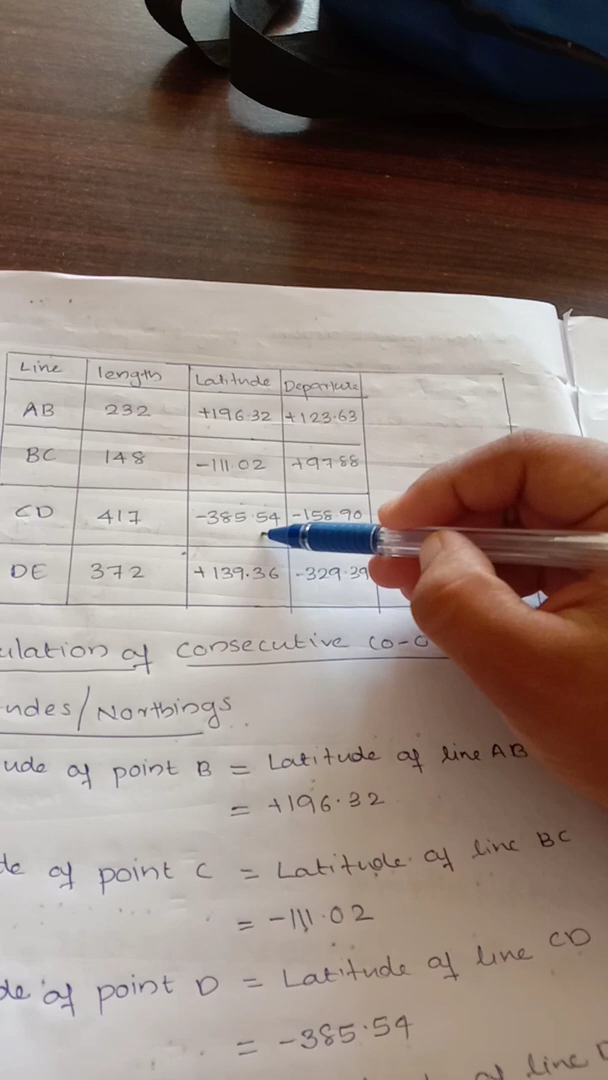 Line length Latitude Departure
AB 232 +196.32 +123.63
BC 148 -111.02 +97.88
CD 417 -385.54 -158.90
DE 372 +139.36 -329.39
ulation of consecutive co-o
udes/Northings
ude of point B = Latitude of line AB
= +196.32
de of point C = Latitude of line BC
= -111.02
de of point D = Latitude of line CD
= -385.54
of line